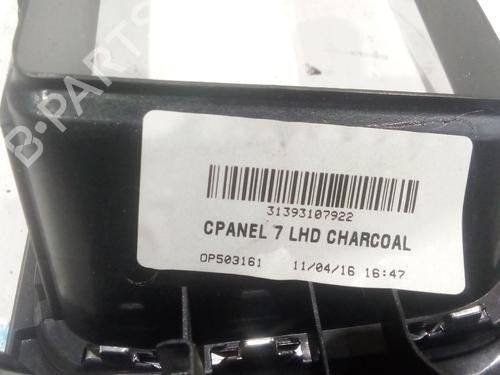 B-PARTS
31393107922
CPANEL 7 LHD CHARCOAL
OP503161 11/04/16 16:47